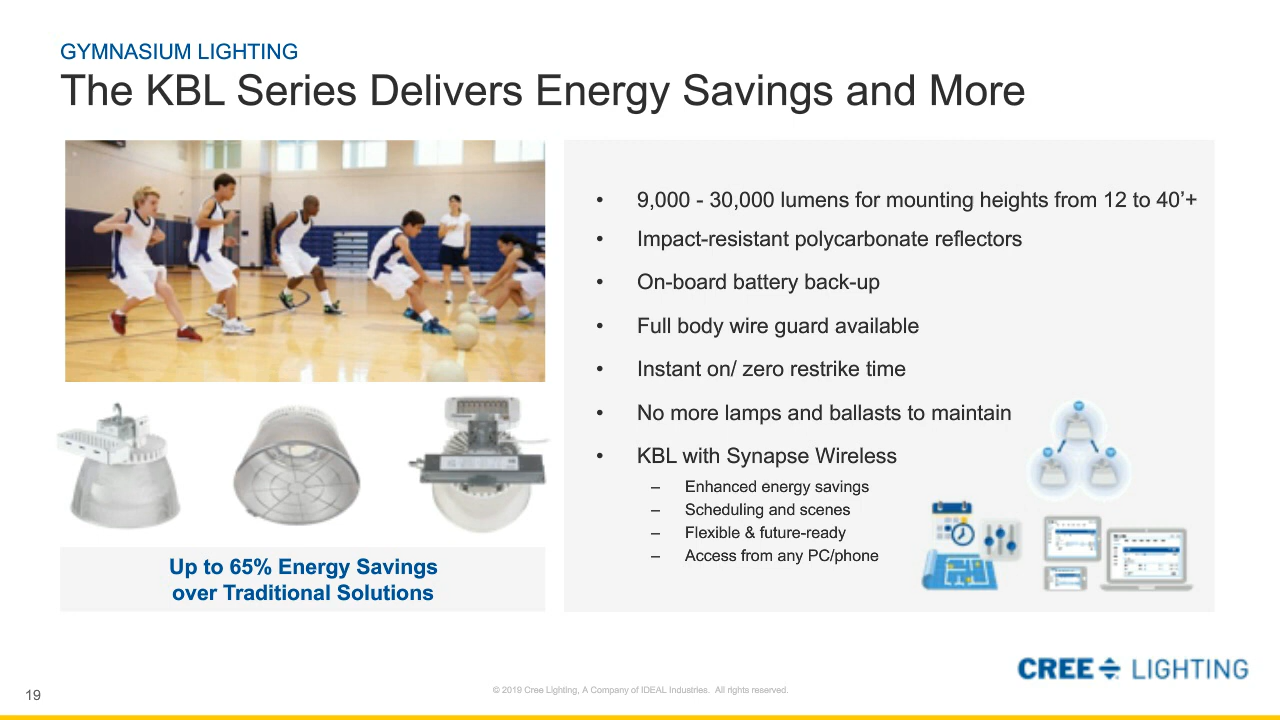 GYMNASIUM LIGHTING
The KBL Series Delivers Energy Savings and More
• 9,000 - 30,000 lumens for mounting heights from 12 to 40’+
• Impact-resistant polycarbonate reflectors
• On-board battery back-up
• Full body wire guard available
• Instant on/ zero restrike time
• No more lamps and ballasts to maintain
• KBL with Synapse Wireless
– Enhanced energy savings
– Scheduling and scenes
– Flexible & future-ready
– Access from any PC/phone
Up to 65% Energy Savings
over Traditional Solutions
CREE LIGHTING
19
© 2019 Cree Lighting, A Company of IDEAL Industries. All rights reserved.